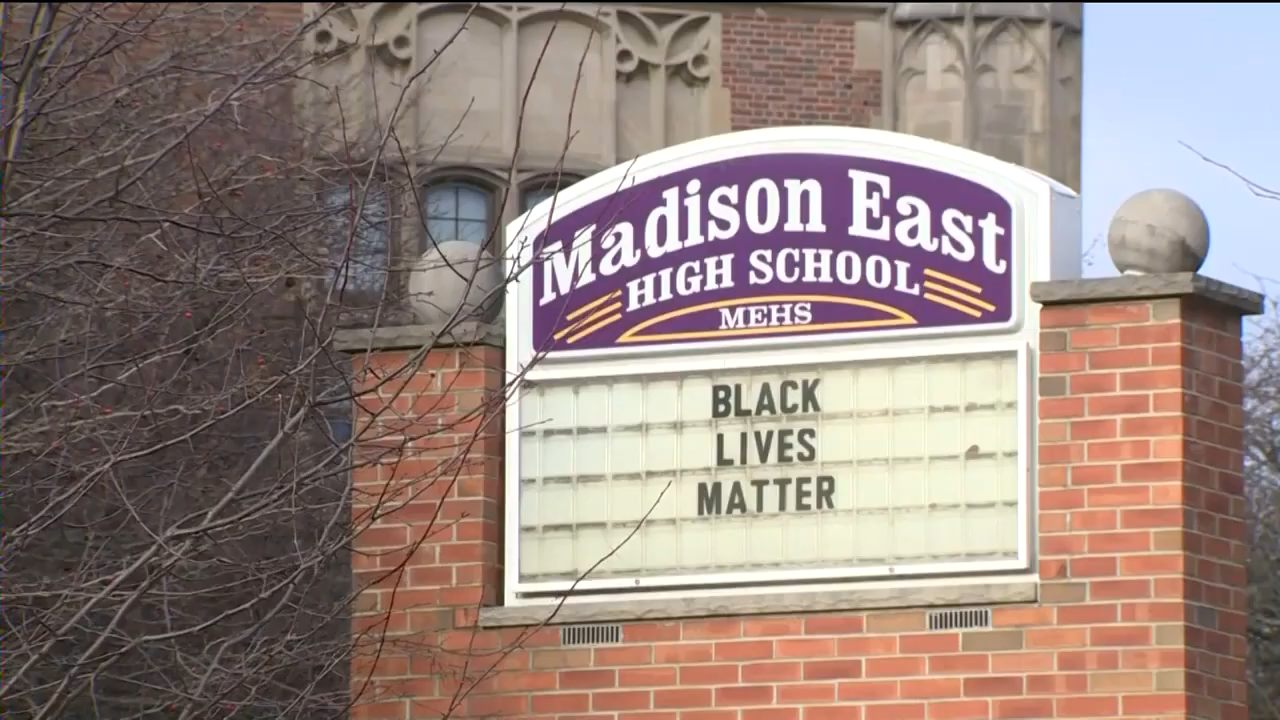 Madison East
HIGH SCHOOL
MEHS
BLACK
LIVES
MATTER